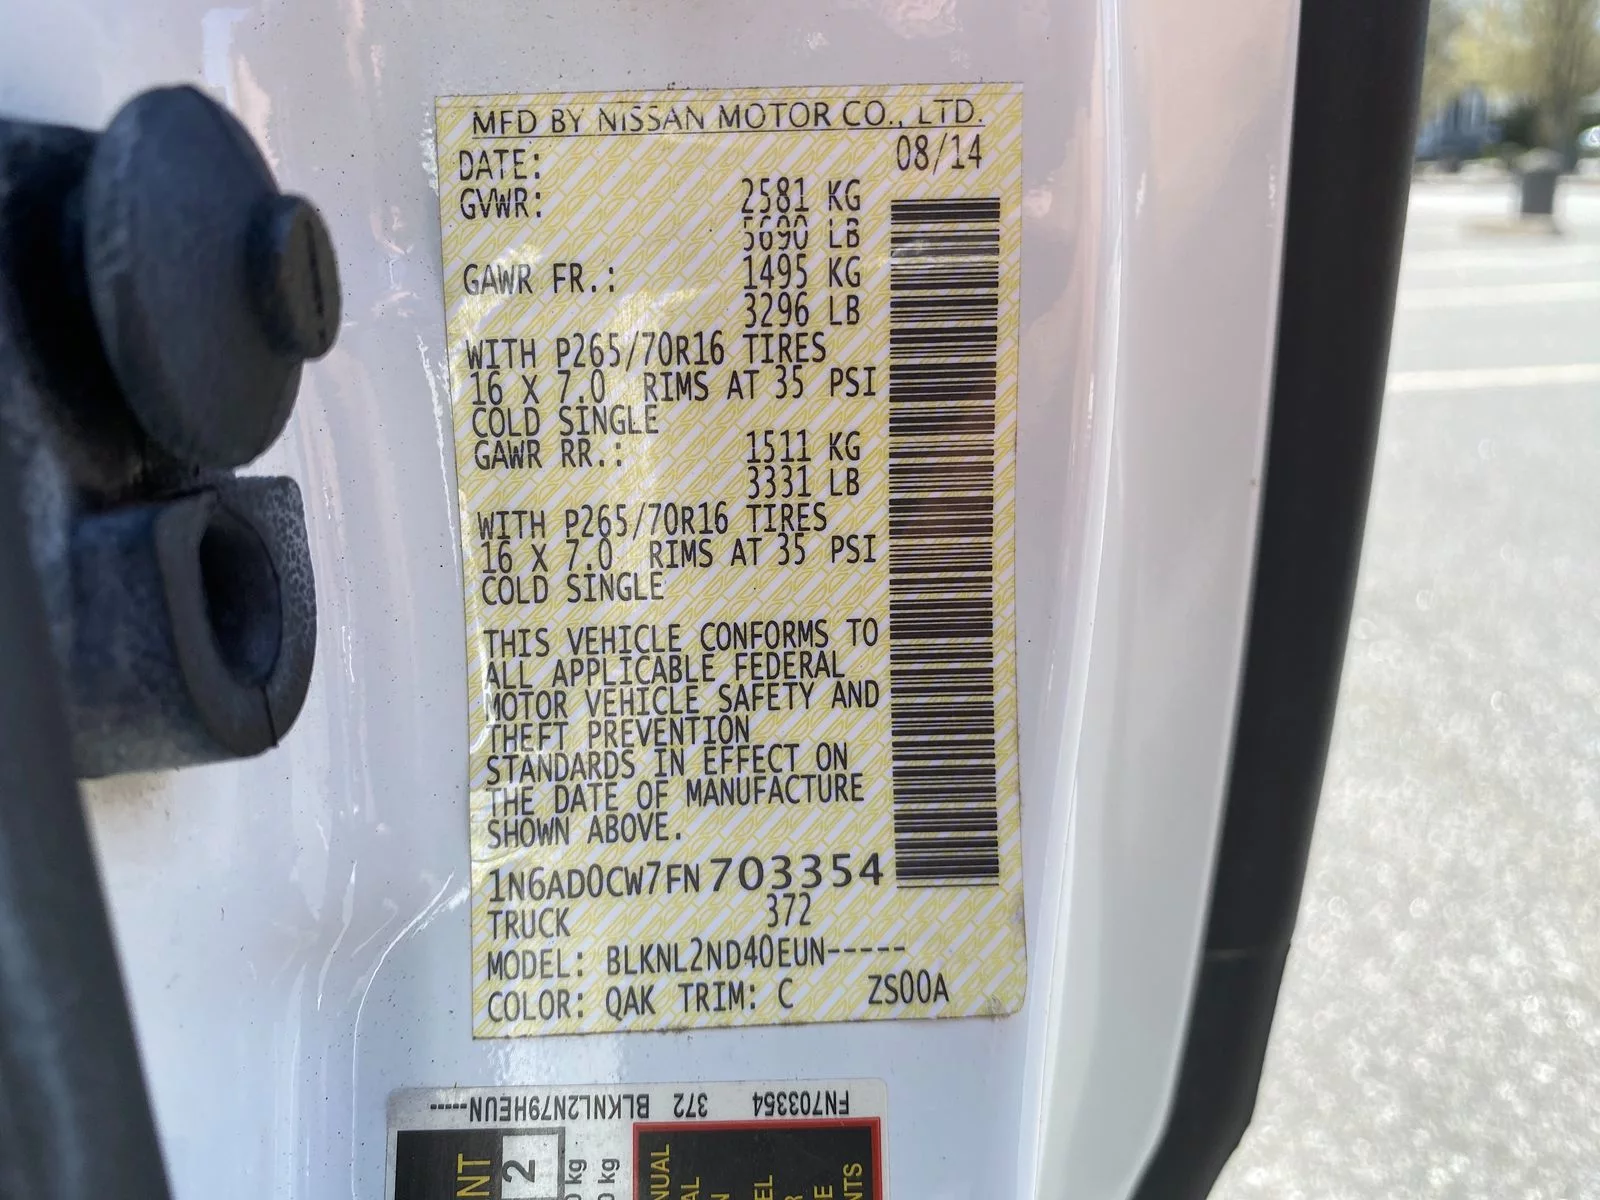 MFD BY NISSAN MOTOR CO., LTD.
DATE: 08/14
GVWR: 2581 KG
5690 LB
GAWR FR.: 1495 KG
3296 LB
WITH P265/70R16 TIRES
16 X 7.0 RIMS AT 35 PSI
COLD SINGLE
GAWR RR.: 1511 KG
3331 LB
WITH P265/70R16 TIRES
16 X 7.0 RIMS AT 35 PSI
COLD SINGLE
THIS VEHICLE CONFORMS TO
ALL APPLICABLE FEDERAL
MOTOR VEHICLE SAFETY AND
THEFT PREVENTION
STANDARDS IN EFFECT ON
THE DATE OF MANUFACTURE
SHOWN ABOVE.
1N6AD0CW7FN703354
TRUCK 372
MODEL: BLKNL2ND40EUN-----
COLOR: QAK TRIM: C ZS00A
FN703354 372 BLKNL2N79HEUN-----
2
kg
kg